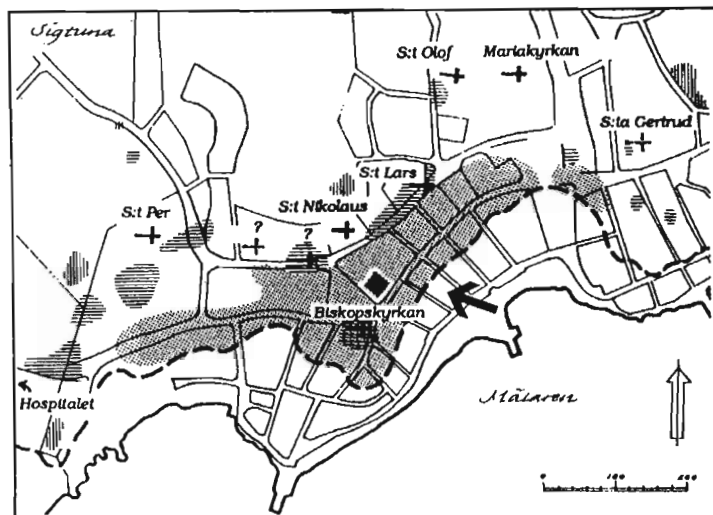 Sigtuna
S:t Olof
Mariakyrkan
S:ta Gertrud
S:t Lars
S:t Per
?
?
S:t Nikolaus
Biskopskyrkan
Hospitalet
Mälaren
0 100 200